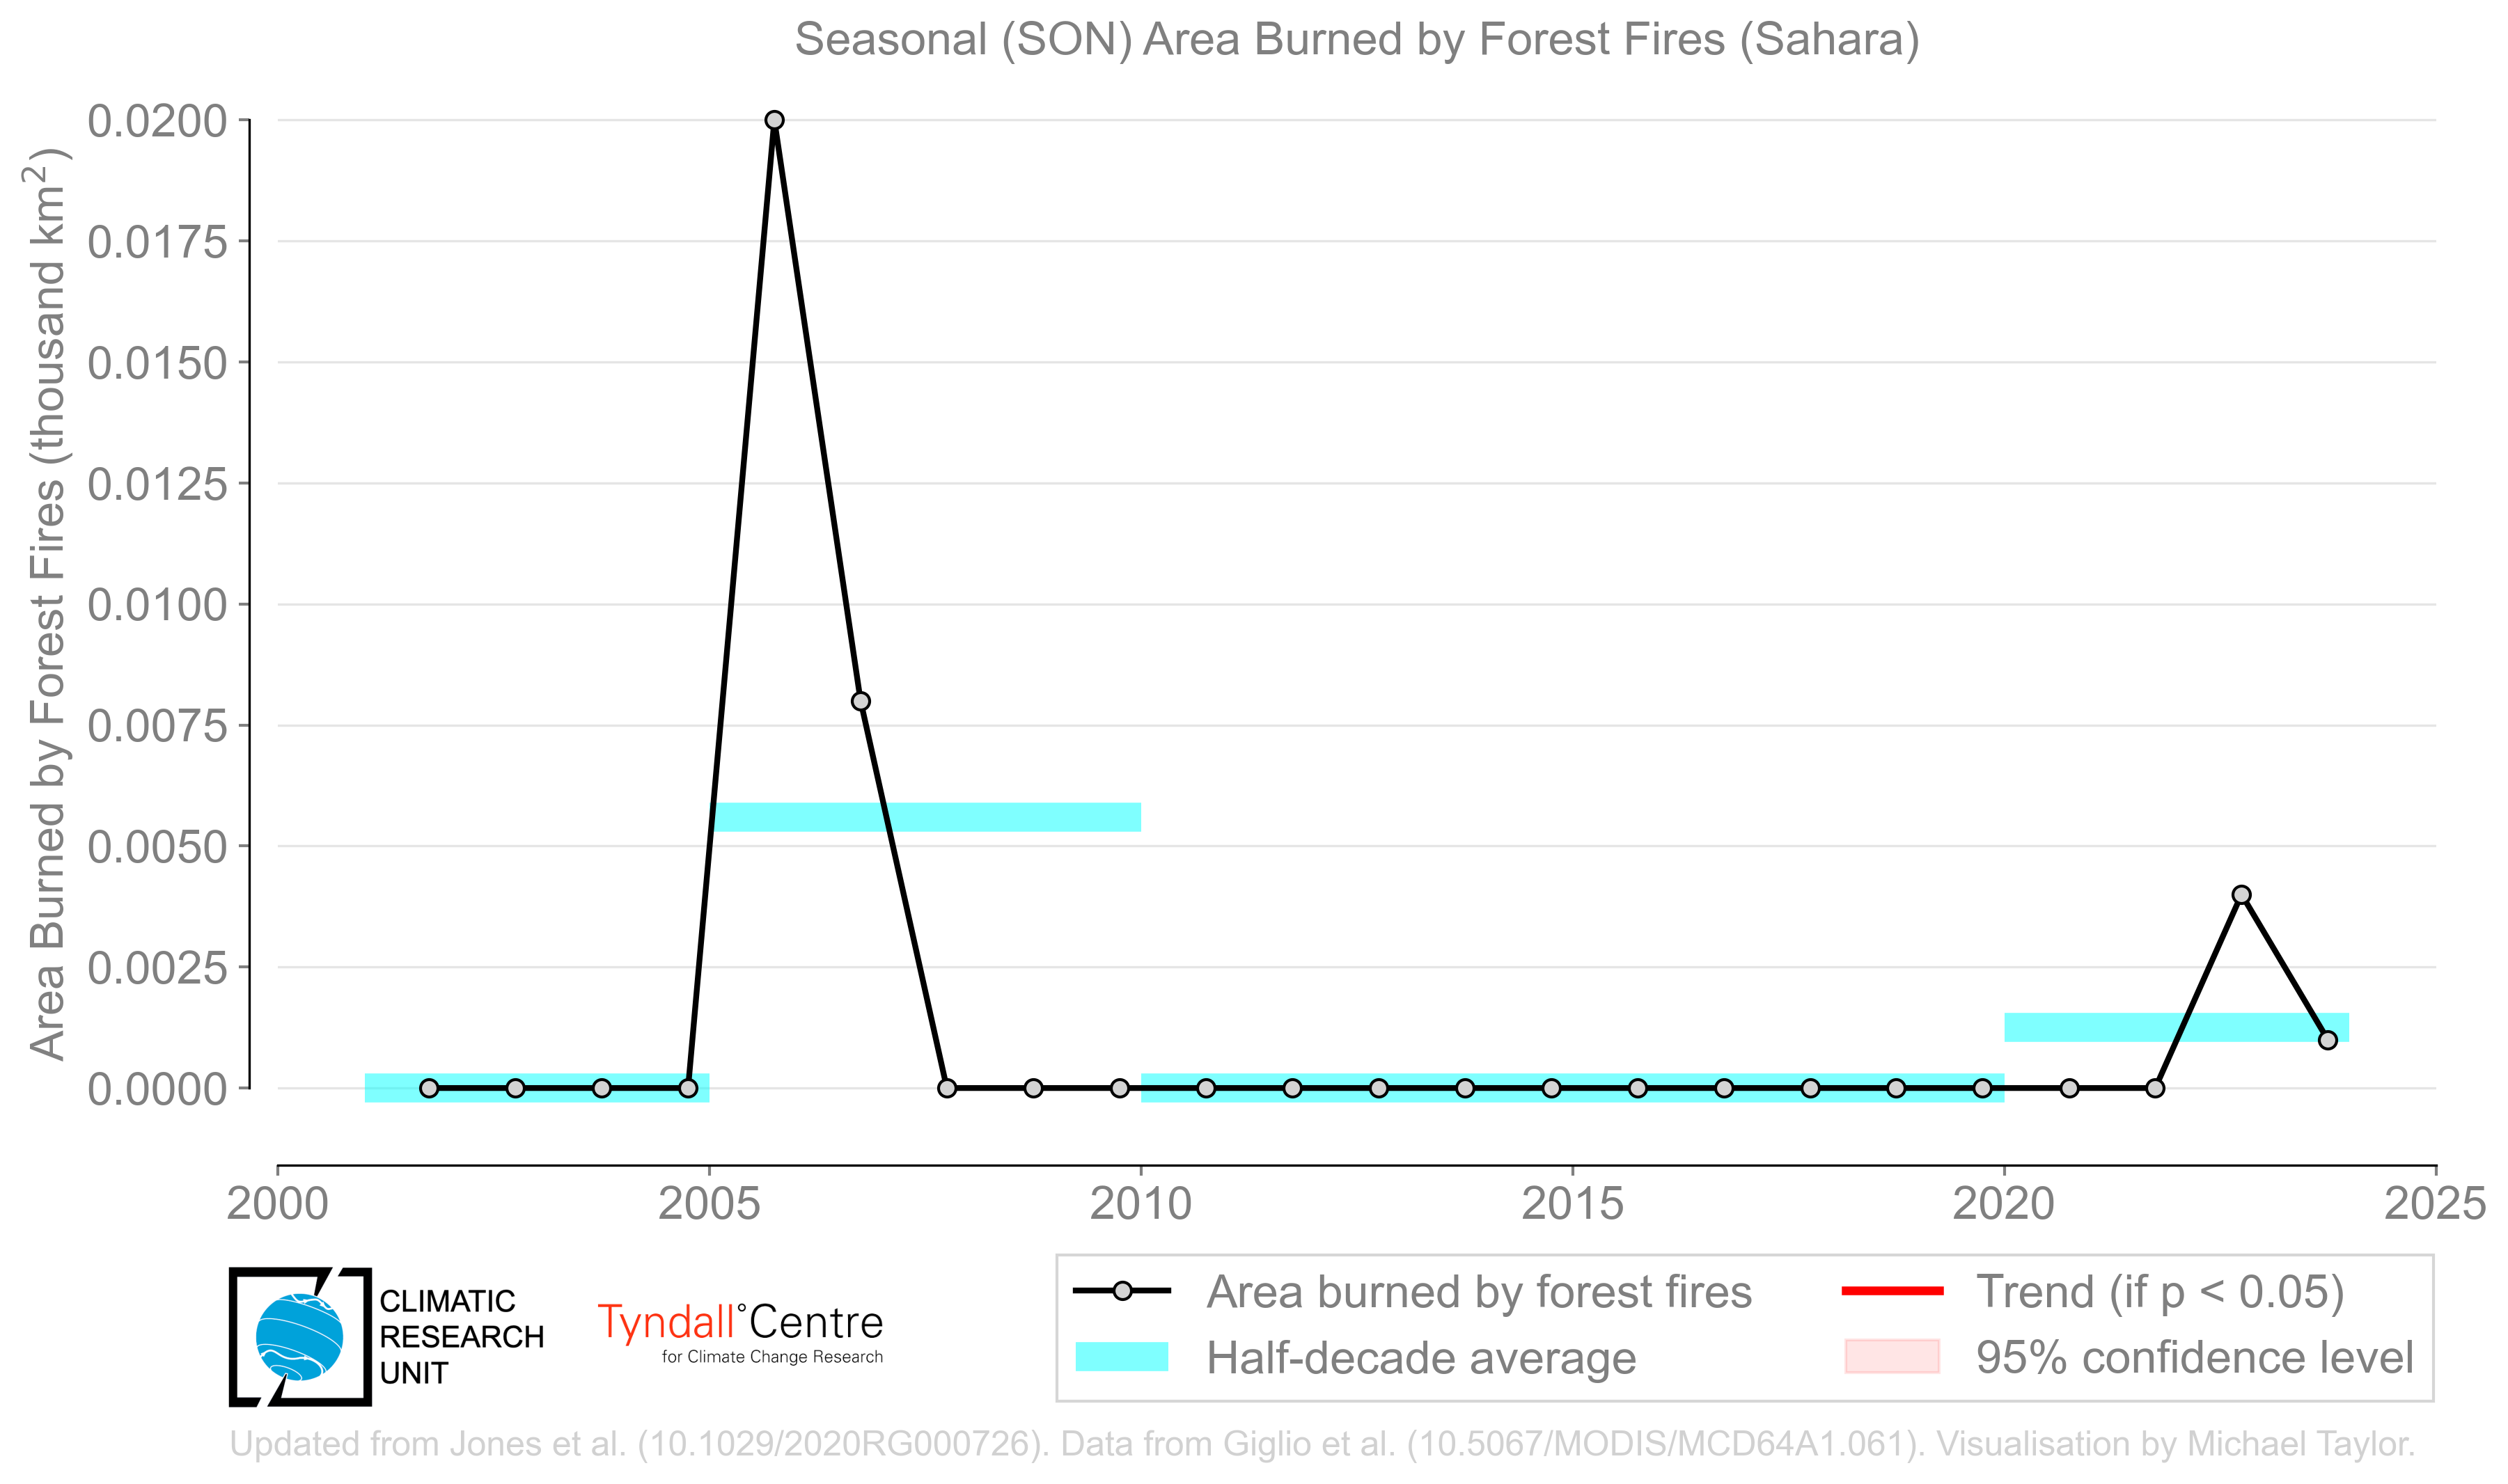 Seasonal (SON) Area Burned by Forest Fires (Sahara)
Area Burned by Forest Fires (thousand km²)
0.0200
0.0175
0.0150
0.0125
0.0100
0.0075
0.0050
0.0025
0.0000
2000
2005
2010
2015
2020
2025
CLIMATIC
RESEARCH
UNIT
Tyndall°Centre
for Climate Change Research
Area burned by forest fires
Half-decade average
Trend (if p < 0.05)
95% confidence level
Updated from Jones et al. (10.1029/2020RG000726). Data from Giglio et al. (10.5067/MODIS/MCD64A1.061). Visualisation by Michael Taylor.